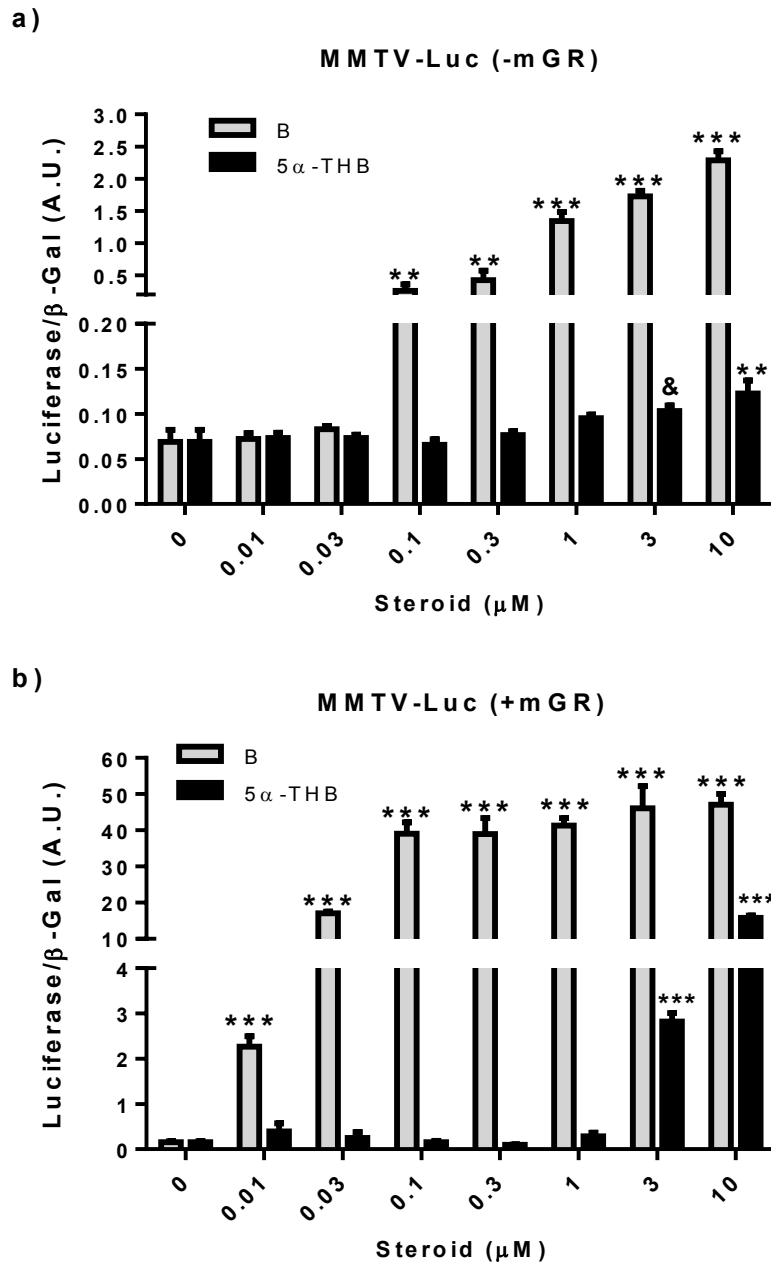 a)
MMTV-Luc (-mGR)
B
5α-THB
Luciferase/β-Gal (A.U.)
3.0
2.5
2.0
1.5
1.0
0.5
0.20
0.15
0.10
0.05
0.00
** ** *** *** ***
& **
0 0.01 0.03 0.1 0.3 1 3 10
Steroid (μM)
b)
MMTV-Luc (+mGR)
B
5α-THB
Luciferase/β-Gal (A.U.)
60
50
40
30
20
10
4
3
2
1
0
*** *** *** *** *** *** ***
*** ***
0 0.01 0.03 0.1 0.3 1 3 10
Steroid (μM)